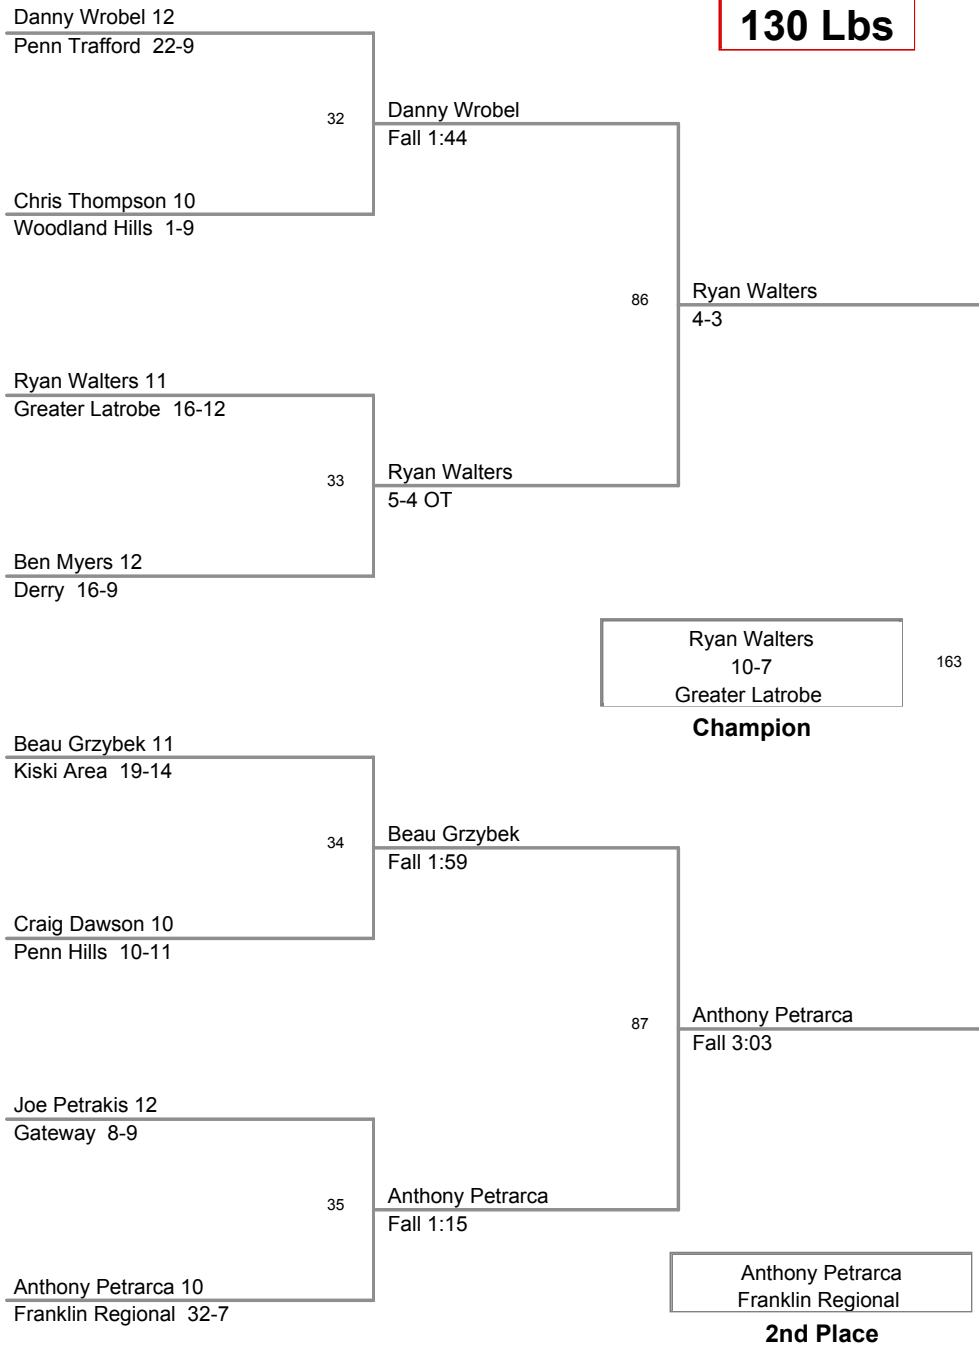 130 Lbs
Danny Wrobel 12
Penn Trafford 22-9
32
Danny Wrobel
Fall 1:44
Chris Thompson 10
Woodland Hills 1-9
86
Ryan Walters
4-3
Ryan Walters 11
Greater Latrobe 16-12
33
Ryan Walters
5-4 OT
Ben Myers 12
Derry 16-9
Ryan Walters
10-7
Greater Latrobe
Champion
163
Beau Grzybek 11
Kiski Area 19-14
34
Beau Grzybek
Fall 1:59
Craig Dawson 10
Penn Hills 10-11
87
Anthony Petrarca
Fall 3:03
Joe Petrakis 12
Gateway 8-9
35
Anthony Petrarca
Fall 1:15
Anthony Petrarca 10
Franklin Regional 32-7
Anthony Petrarca
Franklin Regional
2nd Place